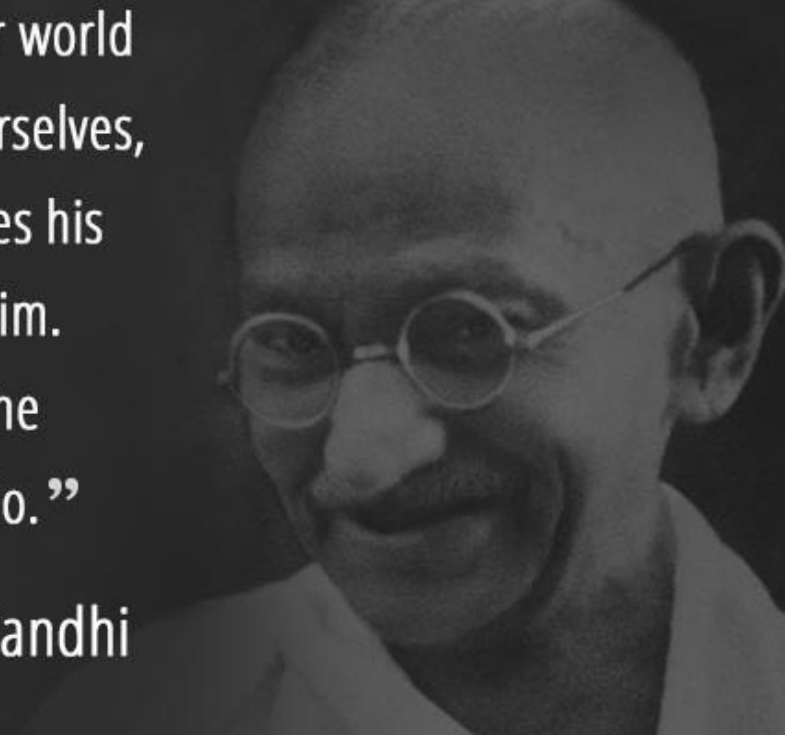 r world
rselves,
es his
im.
ne
o.”
andhi